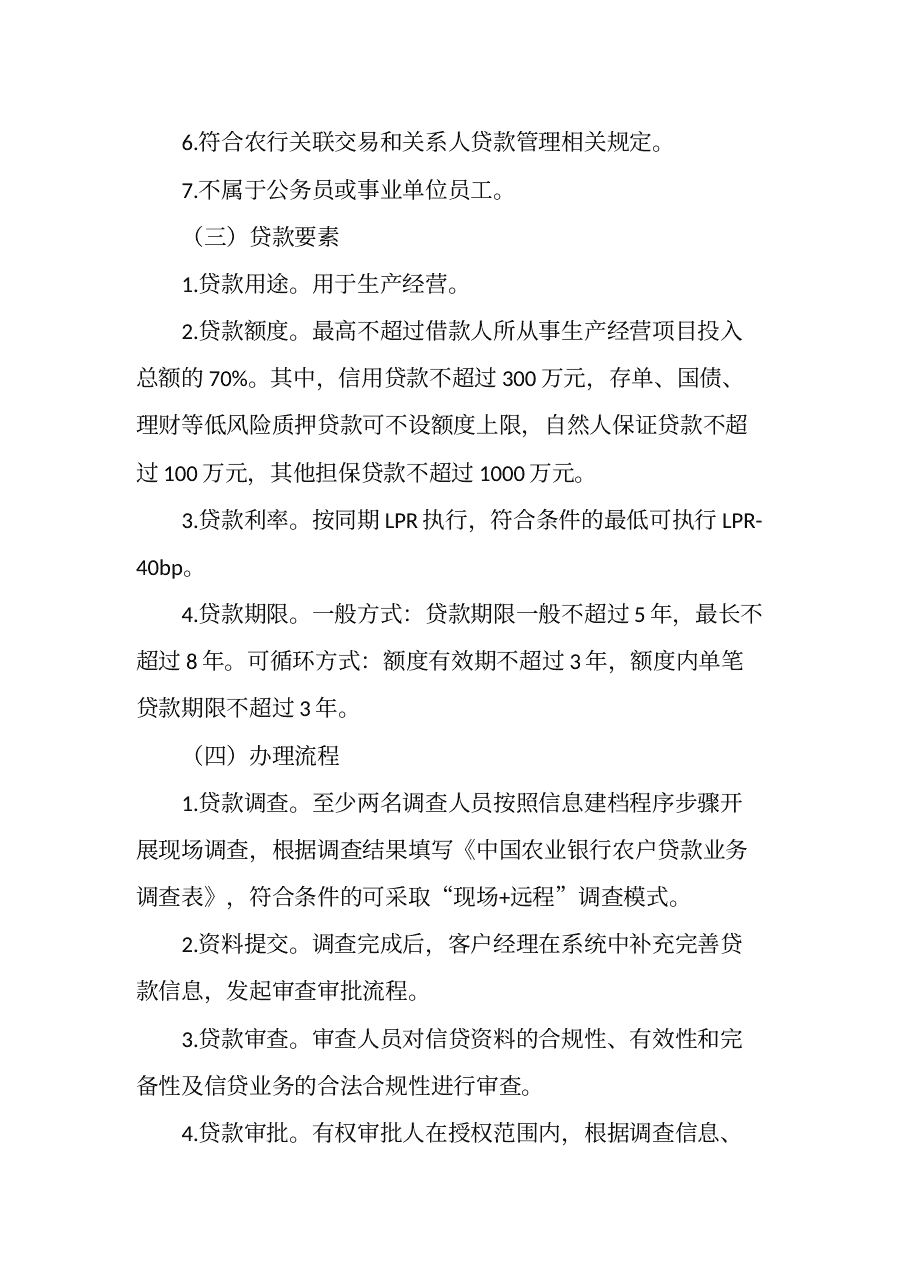 6.符合农行关联交易和关系人贷款管理相关规定。
7.不属于公务员或事业单位员工。
（三）贷款要素
1.贷款用途。用于生产经营。
2.贷款额度。最高不超过借款人所从事生产经营项目投入
总额的 70%。其中，信用贷款不超过 300 万元，存单、国债、
理财等低风险质押贷款可不设额度上限，自然人保证贷款不超
过 100 万元，其他担保贷款不超过 1000 万元。
3.贷款利率。按同期 LPR 执行，符合条件的最低可执行 LPR-
40bp。
4.贷款期限。一般方式：贷款期限一般不超过 5 年，最长不
超过 8 年。可循环方式：额度有效期不超过 3 年，额度内单笔
贷款期限不超过 3 年。
（四）办理流程
1.贷款调查。至少两名调查人员按照信息建档程序步骤开
展现场调查，根据调查结果填写《中国农业银行农户贷款业务
调查表》，符合条件的可采取“现场+远程”调查模式。
2.资料提交。调查完成后，客户经理在系统中补充完善贷
款信息，发起审查审批流程。
3.贷款审查。审查人员对信贷资料的合规性、有效性和完
备性及信贷业务的合法合规性进行审查。
4.贷款审批。有权审批人在授权范围内，根据调查信息、